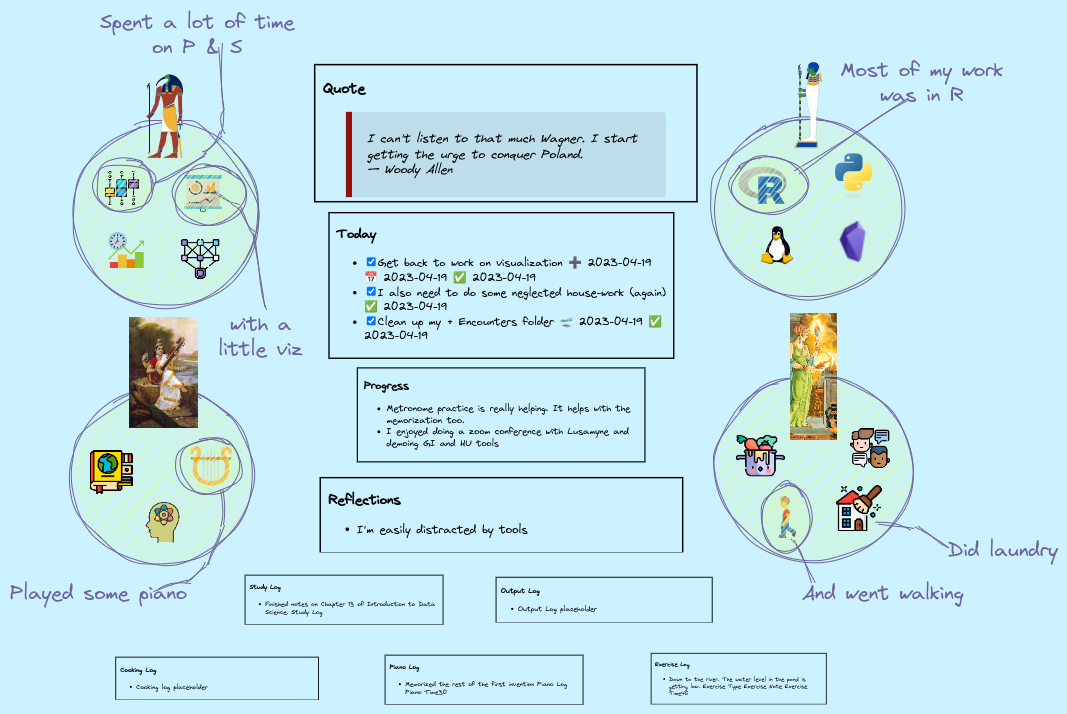 Spent a lot of time
on P & S
Most of my work
was in R
Quote
I can't listen to that much Wagner. I start
getting the urge to conquer Poland.
— Woody Allen
Today
Get back to work on visualization ➕ 2023-04-19
📅 2023-04-19 ✅ 2023-04-19
I also need to do some neglected house-work (again)
✅ 2023-04-19
Clean up my + Encounters folder 🛫 2023-04-19 ✅
2023-04-19
with a
little viz
Progress
Metronome practice is really helping. It helps with the
memorization too.
I enjoyed doing a zoom conference with Lusamyne and
demoing GI and HU tools
Reflections
I'm easily distracted by tools
Did laundry
Played some piano
And went walking
Study Log
Finished notes on Chapter 13 of Introduction to Data
Science. Study Log
Output Log
Output Log placeholder
Cooking Log
Cooking log placeholder
Piano Log
Memorized the rest of the first invention Piano Log
Piano Time30
Exercise Log
Down to the river. The water level in the pond is
getting low. Exercise Type Exercise Note Exercise